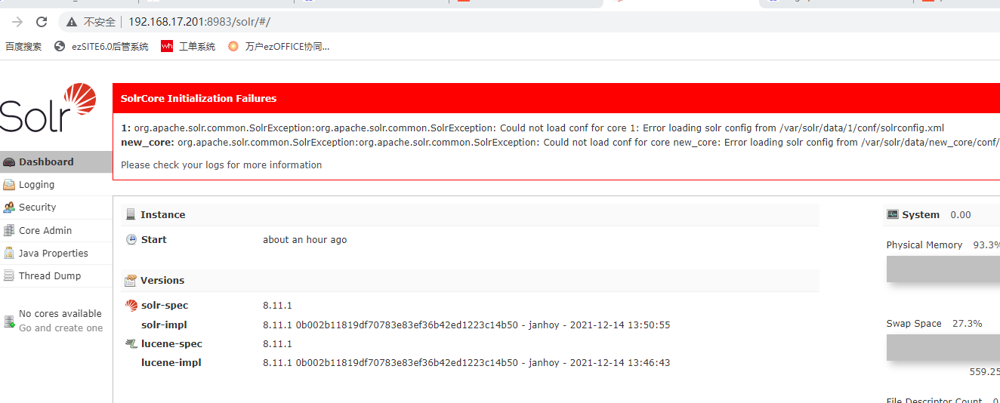 不安全 192.168.17.201:8983/solr/#/
百度搜索 ezSITE6.0后管系统 wh 工单系统 万户ezOFFICE协同...
Solr
SolrCore Initialization Failures
1: org.apache.solr.common.SolrException:org.apache.solr.common.SolrException: Could not load conf for core 1: Error loading solr config from /var/solr/data/1/conf/solrconfig.xml
new_core: org.apache.solr.common.SolrException:org.apache.solr.common.SolrException: Could not load conf for core new_core: Error loading solr config from /var/solr/data/new_core/conf/
Please check your logs for more information
Dashboard
Logging
Security
Core Admin
Java Properties
Thread Dump
No cores available
Go and create one
Instance
Start about an hour ago
Versions
solr-spec 8.11.1
solr-impl 8.11.1 0b002b11819df70783e83ef36b42ed1223c14b50 - janhoy - 2021-12-14 13:50:55
lucene-spec 8.11.1
lucene-impl 8.11.1 0b002b11819df70783e83ef36b42ed1223c14b50 - janhoy - 2021-12-14 13:46:43
System 0.00
Physical Memory 93.3%
Swap Space 27.3%
559.25
File Descriptor Count